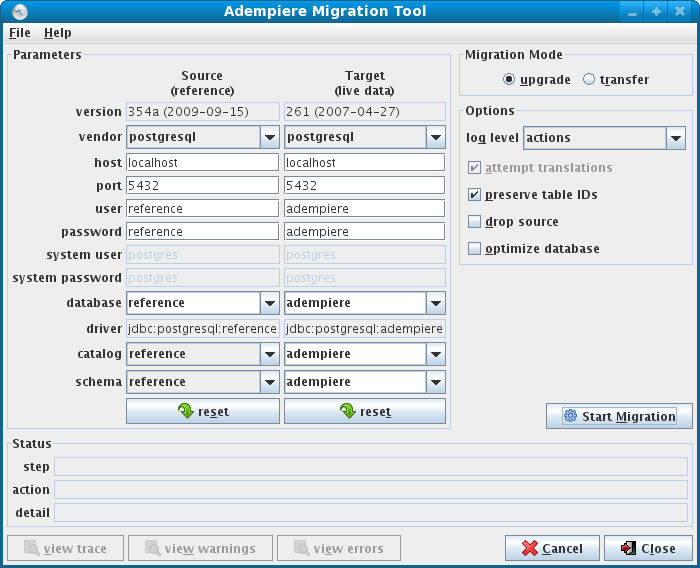 Adempiere Migration Tool
File Help
Parameters
Source (reference)
Target (live data)
version 354a (2009-09-15) 261 (2007-04-27)
vendor postgresql postgresql
host localhost localhost
port 5432 5432
user reference adempiere
password reference adempiere
system user postgres postgres
system password postgres postgres
database reference adempiere
driver jdbc:postgresql:reference jdbc:postgresql:adempiere
catalog reference adempiere
schema reference adempiere
reset reset
Migration Mode
upgrade transfer
Options
log level actions
attempt translations
preserve table IDs
drop source
optimize database
Start Migration
Status
step
action
detail
view trace view warnings view errors Cancel Close